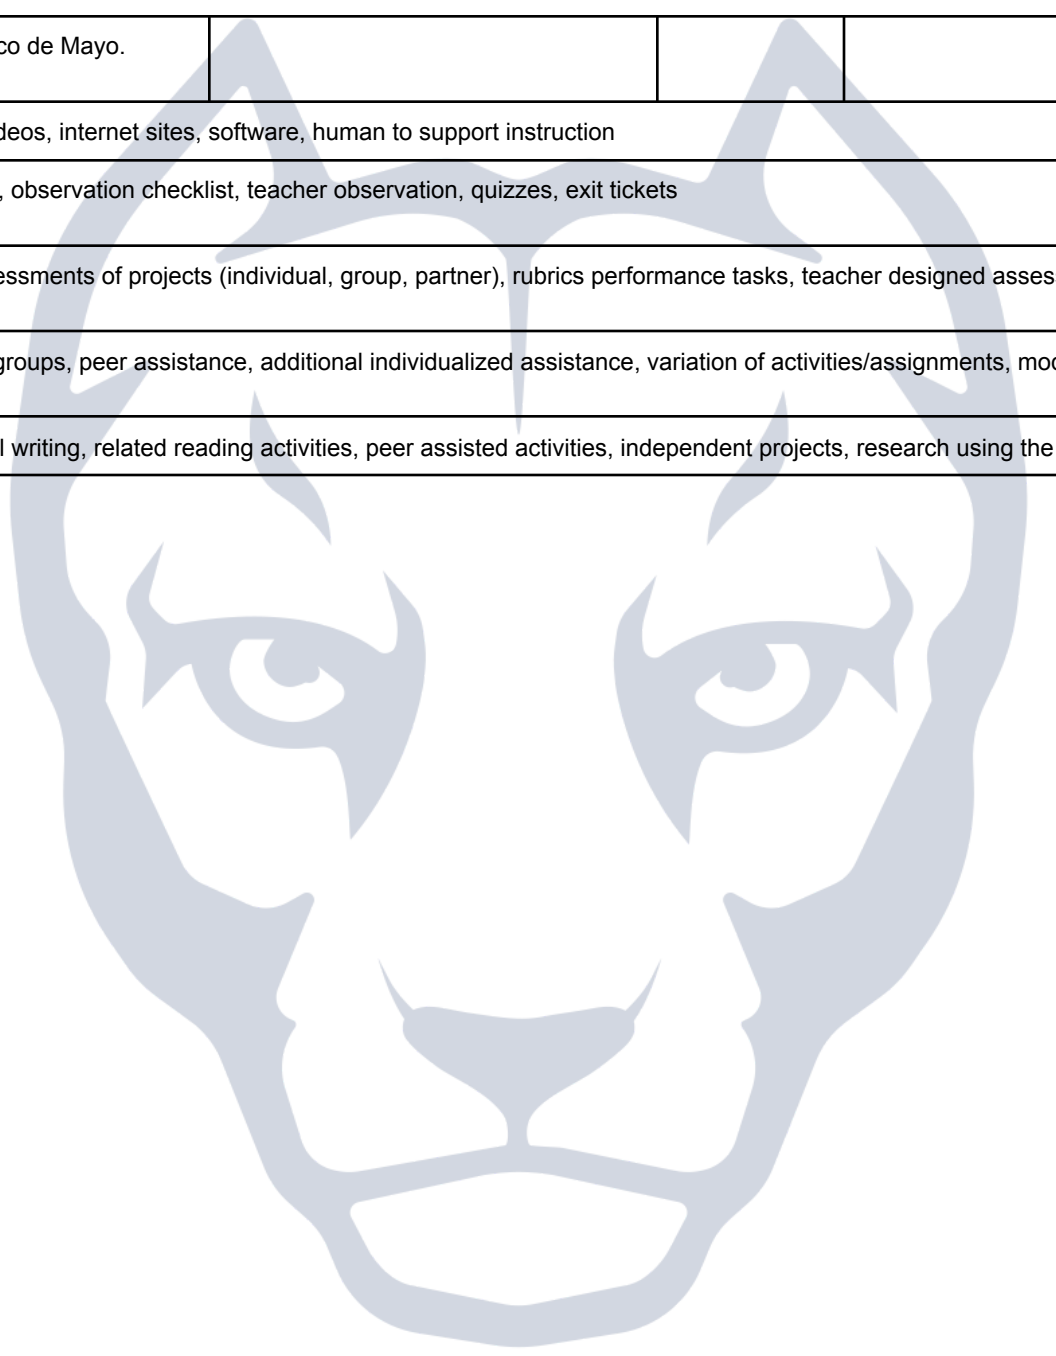 co de Mayo.
deos, internet sites, software, human to support instruction
, observation checklist, teacher observation, quizzes, exit tickets
essments of projects (individual, group, partner), rubrics performance tasks, teacher designed asses
groups, peer assistance, additional individualized assistance, variation of activities/assignments, mod
l writing, related reading activities, peer assisted activities, independent projects, research using the